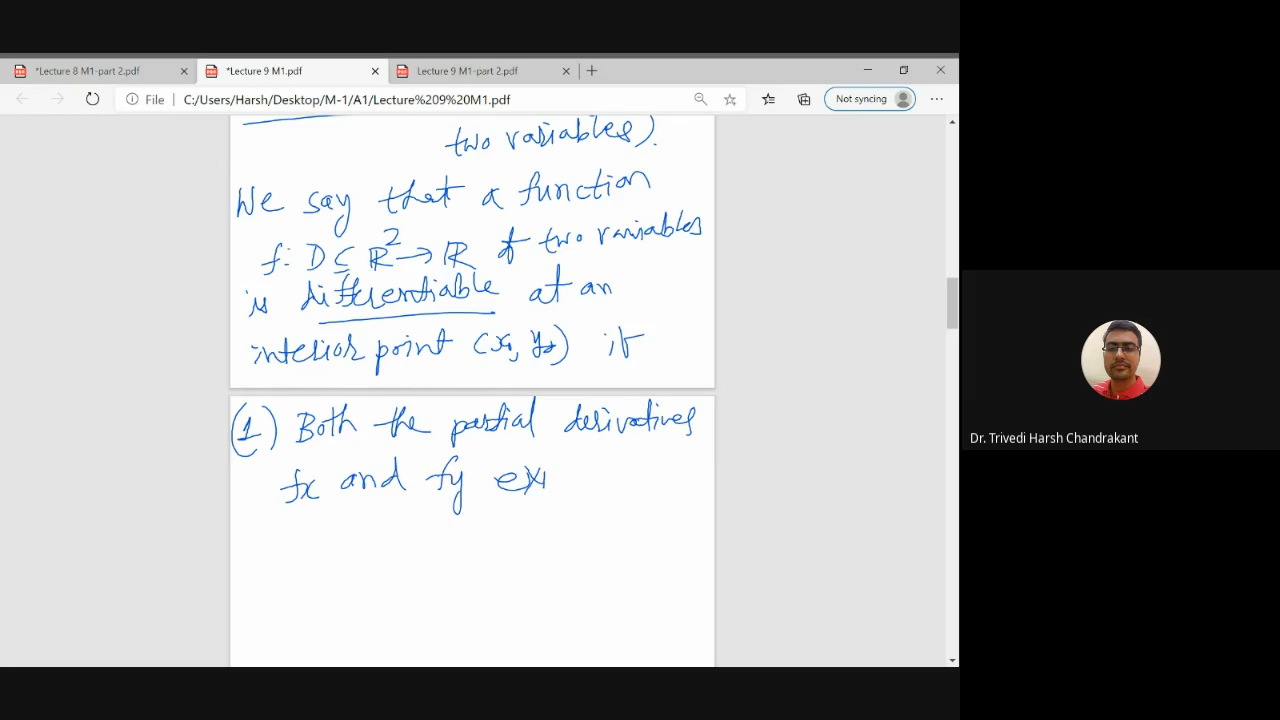 *Lecture 8 M1-part 2.pdf
*Lecture 9 M1.pdf
Lecture 9 M1-part 2.pdf
File
C:/Users/Harsh/Desktop/M-1/A1/Lecture%209%20M1.pdf
Not syncing
two variables).
We say that a function
f: D ⊆ ℝ² → ℝ of two variables
is differentiable at an
interior point (x₀, y₀) if
(1) Both the partial derivatives
fx and fy exi
Dr. Trivedi Harsh Chandrakant